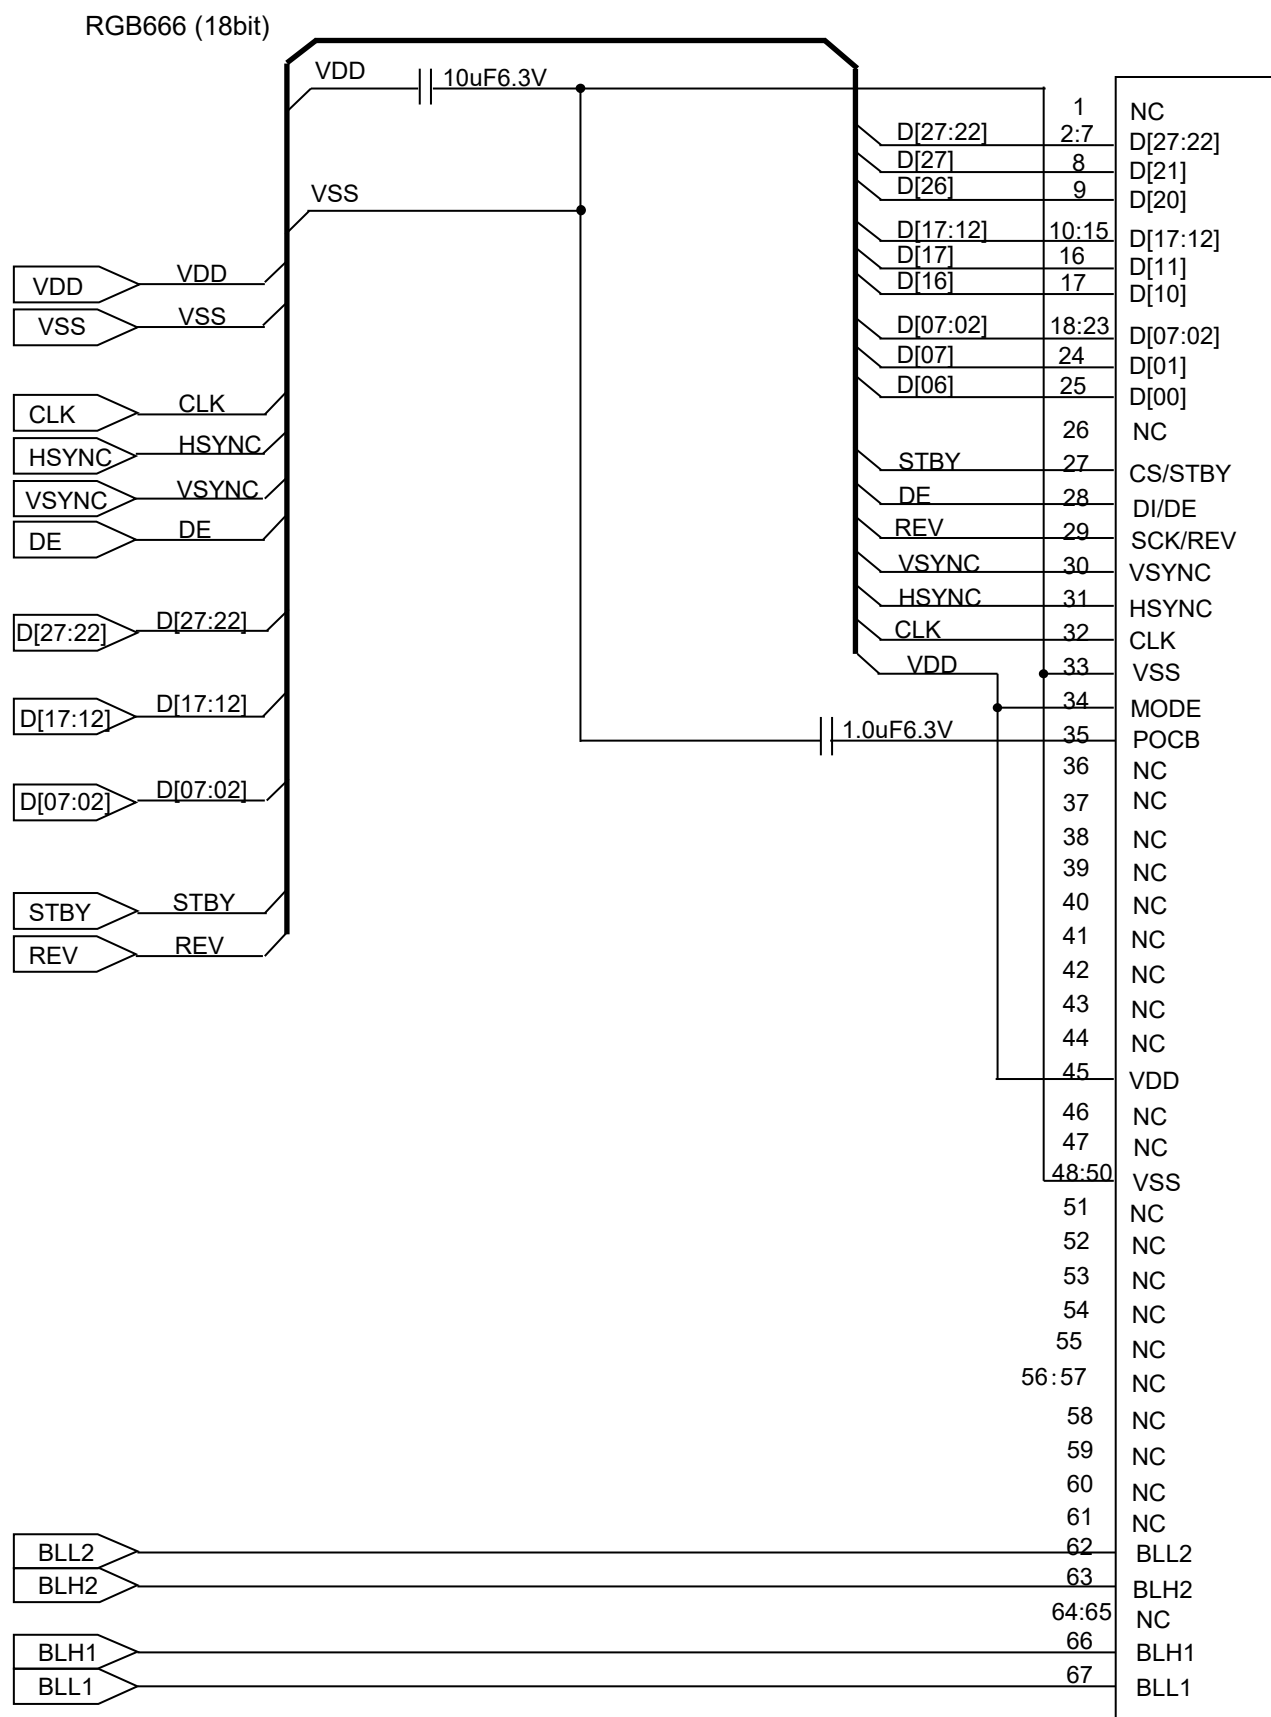 RGB666 (18bit)
VDD
10uF6.3V
VSS
VDD
VDD
VSS
VSS
CLK
CLK
HSYNC
HSYNC
VSYNC
VSYNC
DE
DE
D[27:22]
D[27:22]
D[17:12]
D[17:12]
D[07:02]
D[07:02]
STBY
STBY
REV
REV
1 NC
D[27:22] 2:7 D[27:22]
D[27] 8 D[21]
D[26] 9 D[20]
D[17:12] 10:15 D[17:12]
D[17] 16 D[11]
D[16] 17 D[10]
D[07:02] 18:23 D[07:02]
D[07] 24 D[01]
D[06] 25 D[00]
26 NC
STBY 27 CS/STBY
DE 28 DI/DE
REV 29 SCK/REV
VSYNC 30 VSYNC
HSYNC 31 HSYNC
CLK 32 CLK
VDD 33 VSS
34 MODE
1.0uF6.3V 35 POCB
36 NC
37 NC
38 NC
39 NC
40 NC
41 NC
42 NC
43 NC
44 NC
45 VDD
46 NC
47 NC
48:50 VSS
51 NC
52 NC
53 NC
54 NC
55 NC
56:57 NC
58 NC
59 NC
60 NC
61 NC
BLL2 62 BLL2
BLH2 63 BLH2
64:65 NC
BLH1 66 BLH1
BLL1 67 BLL1